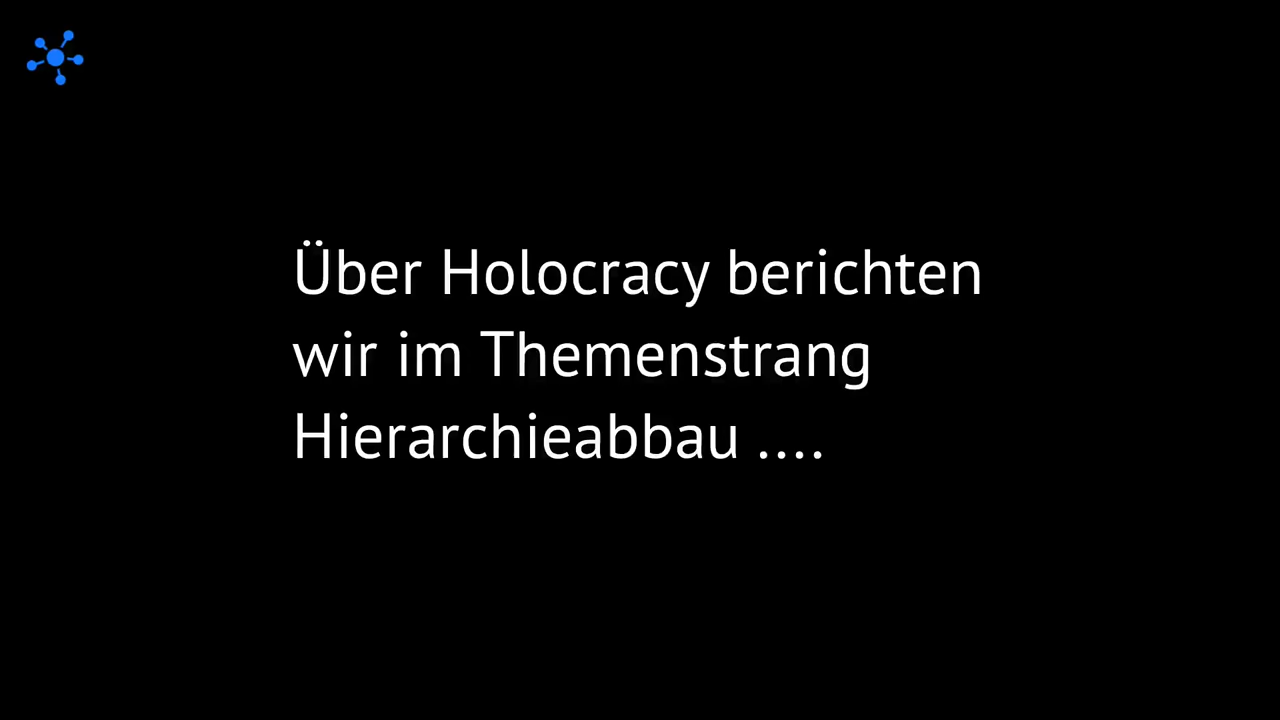 Über Holocracy berichten
wir im Themenstrang
Hierarchieabbau ....